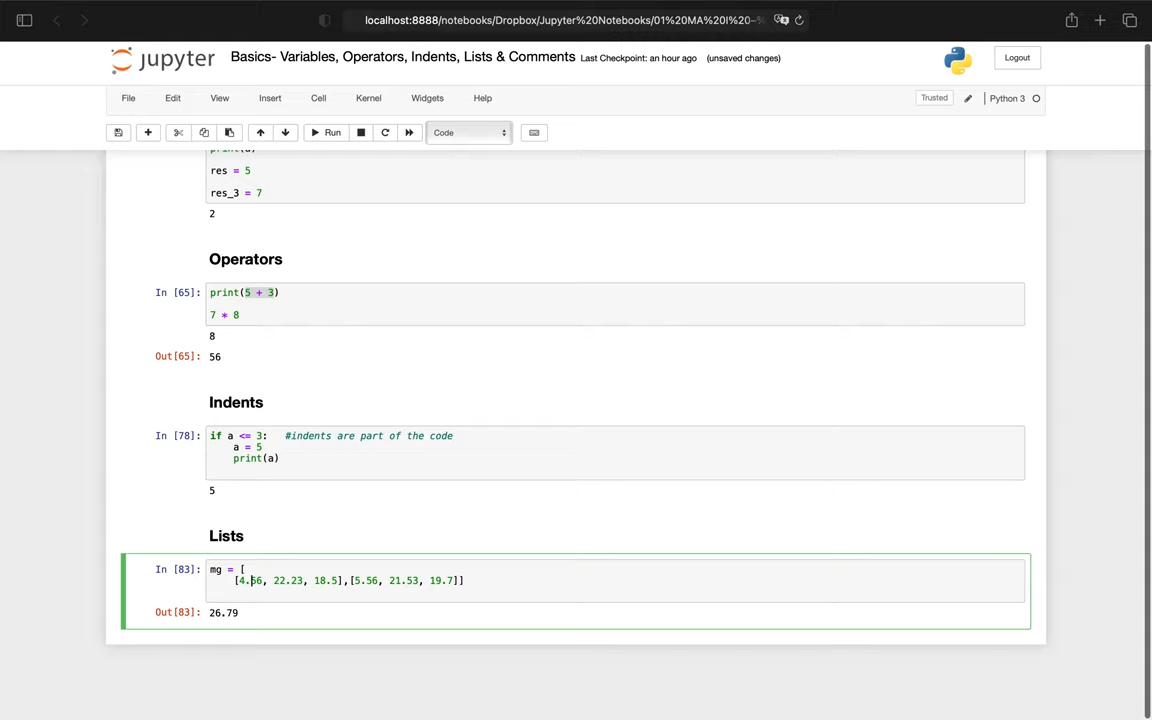 localhost:8888/notebooks/Dropbox/Jupyter%20Notebooks/01%20MA%20I%20–%
jupyter Basics- Variables, Operators, Indents, Lists & Comments Last Checkpoint: an hour ago (unsaved changes) Logout
File Edit View Insert Cell Kernel Widgets Help Trusted Python 3
Run Code
print(a)
res = 5
res_3 = 7
2
Operators
In [65]: print(5 + 3)
7 * 8
8
Out[65]: 56
Indents
In [78]: if a <= 3: #indents are part of the code
a = 5
print(a)
5
Lists
In [83]: mg = [
[4.56, 22.23, 18.5],[5.56, 21.53, 19.7]]
Out[83]: 26.79